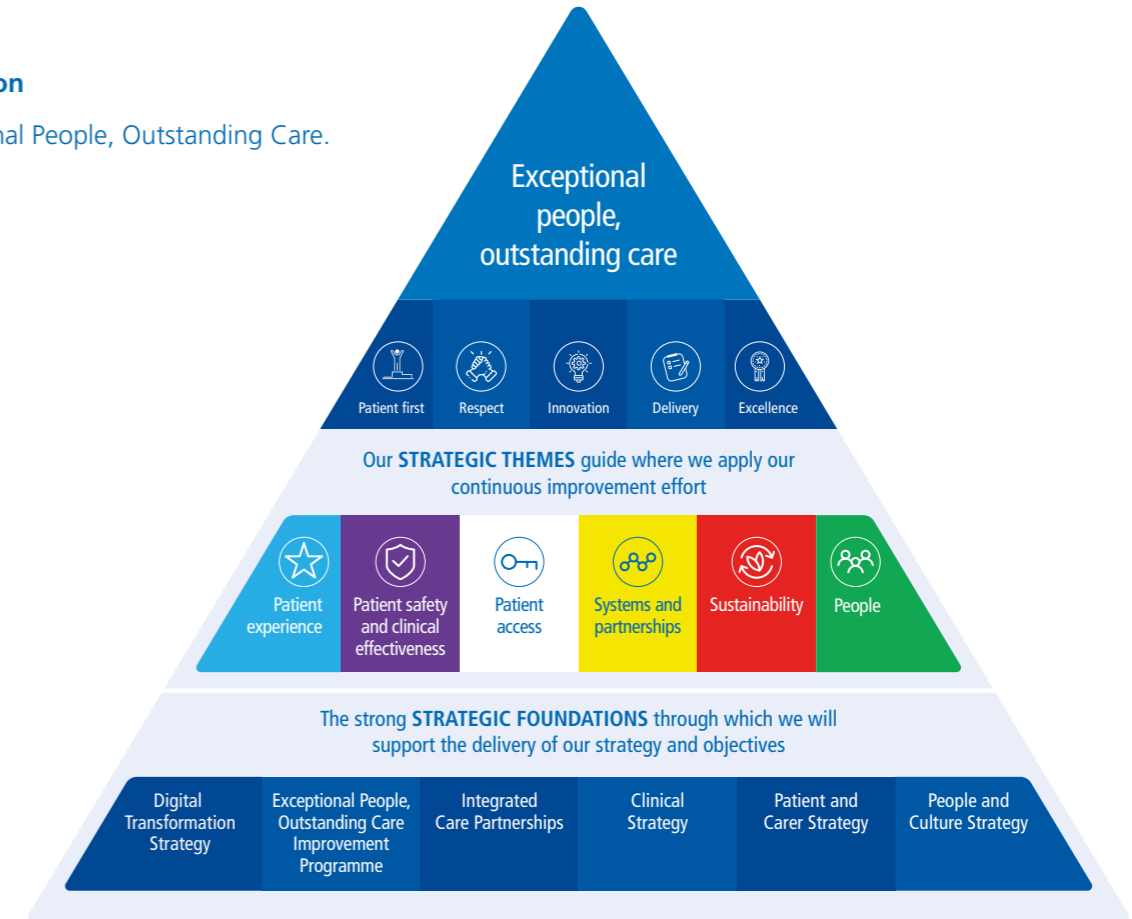 on
nal People, Outstanding Care.
Exceptional
people,
outstanding care
Patient first
Respect
Innovation
Delivery
Excellence
Our STRATEGIC THEMES guide where we apply our
continuous improvement effort
Patient
experience
Patient safety
and clinical
effectiveness
Patient
access
Systems and
partnerships
Sustainability
People
The strong STRATEGIC FOUNDATIONS through which we will
support the delivery of our strategy and objectives
Digital
Transformation
Strategy
Exceptional People,
Outstanding Care
Improvement
Programme
Integrated
Care Partnerships
Clinical
Strategy
Patient and
Carer Strategy
People and
Culture Strategy